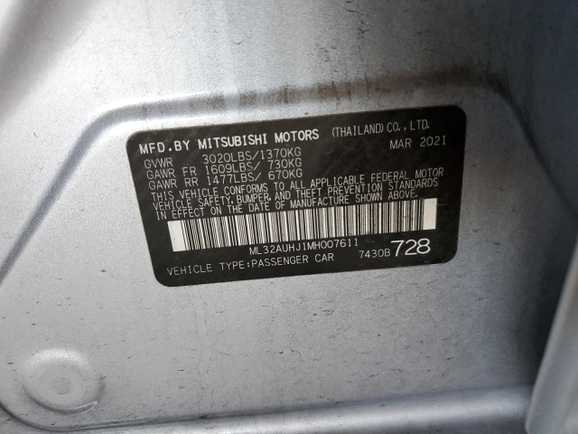 MFD. BY MITSUBISHI MOTORS (THAILAND) CO., LTD.
GVWR 3020LBS/1370KG MAR 2021
GAWR FR 1609LBS/ 730KG
GAWR RR 1477LBS/ 670KG
THIS VEHICLE CONFORMS TO ALL APPLICABLE FEDERAL MOTOR
VEHICLE SAFETY, BUMPER, AND THEFT PREVENTION STANDARDS
IN EFFECT ON THE DATE OF MANUFACTURE SHOWN ABOVE.
ML32AUHJ1MH007611
VEHICLE TYPE:PASSENGER CAR 7430B 728